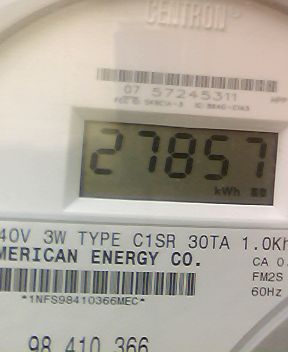 CENTRON®
07 57245311
27857
kWh
40V 3W TYPE C1SR 30TA 1.0Kh
MERICAN ENERGY CO.
CA 0.
FM2S
*1NFS98410366MEC*
60Hz
98 410 366